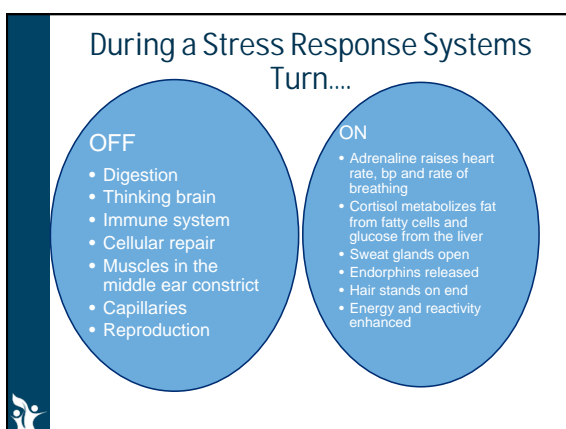 During a Stress Response Systems
Turn....
OFF
• Digestion
• Thinking brain
• Immune system
• Cellular repair
• Muscles in the
middle ear constrict
• Capillaries
• Reproduction
ON
• Adrenaline raises heart
rate, bp and rate of
breathing
• Cortisol metabolizes fat
from fatty cells and
glucose from the liver
• Sweat glands open
• Endorphins released
• Hair stands on end
• Energy and reactivity
enhanced